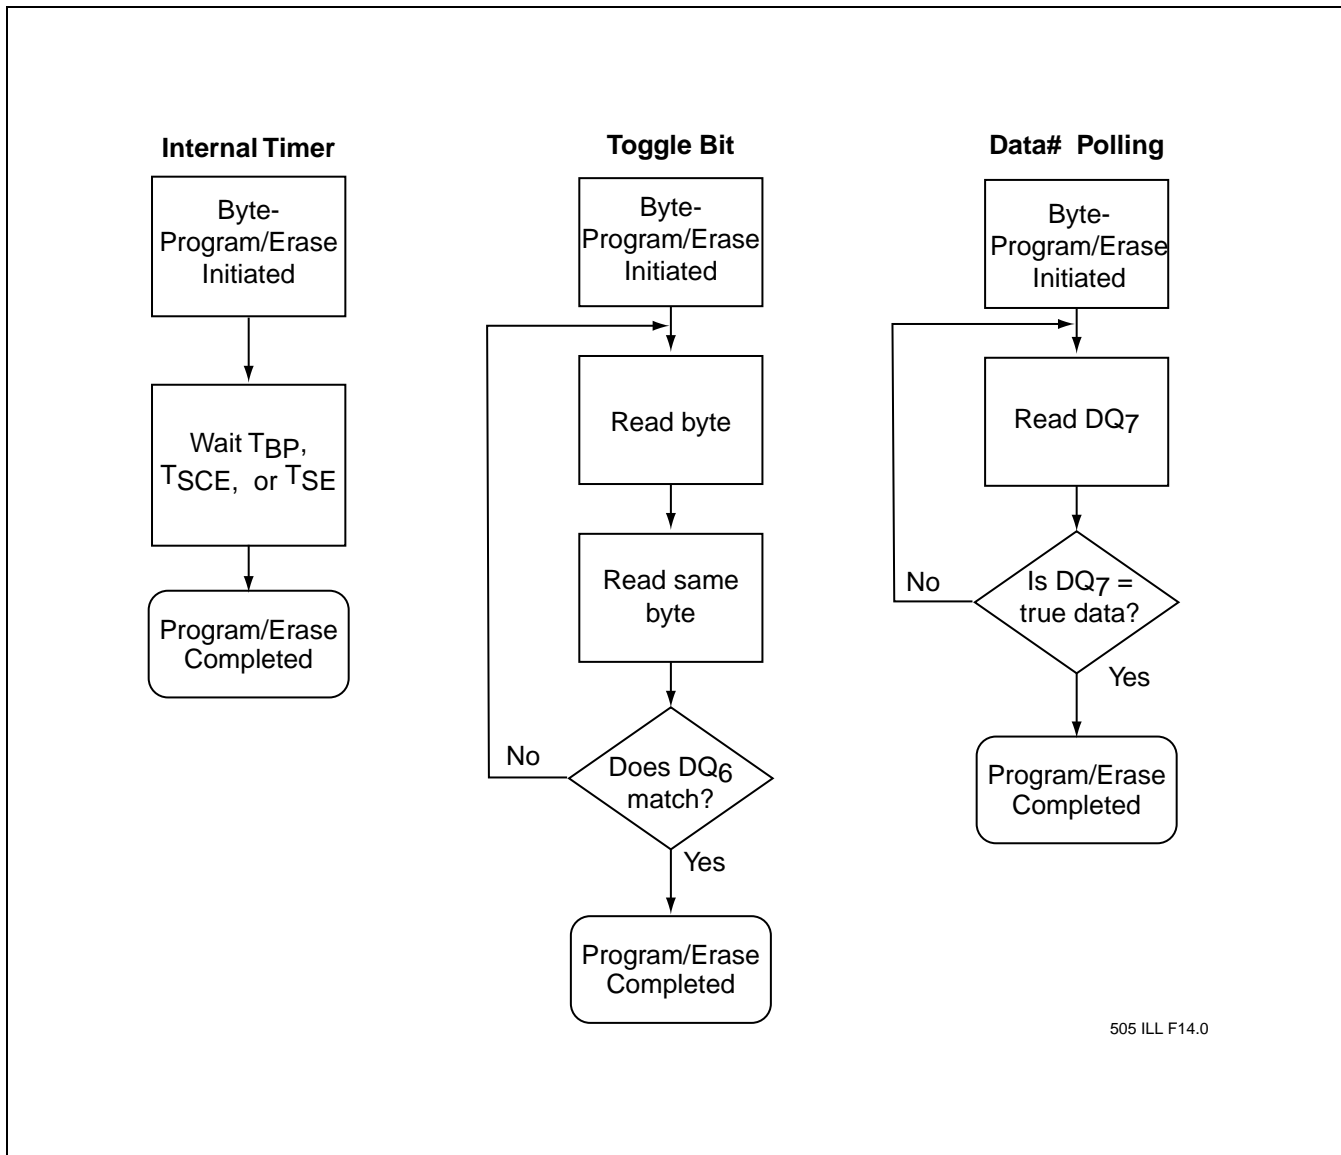 Internal Timer
Byte-
Program/Erase
Initiated
Wait TBP,
TSCE, or TSE
Program/Erase
Completed
Toggle Bit
Byte-
Program/Erase
Initiated
Read byte
Read same
byte
No
Does DQ6
match?
Yes
Program/Erase
Completed
Data# Polling
Byte-
Program/Erase
Initiated
Read DQ7
No
Is DQ7 =
true data?
Yes
Program/Erase
Completed
505 ILL F14.0